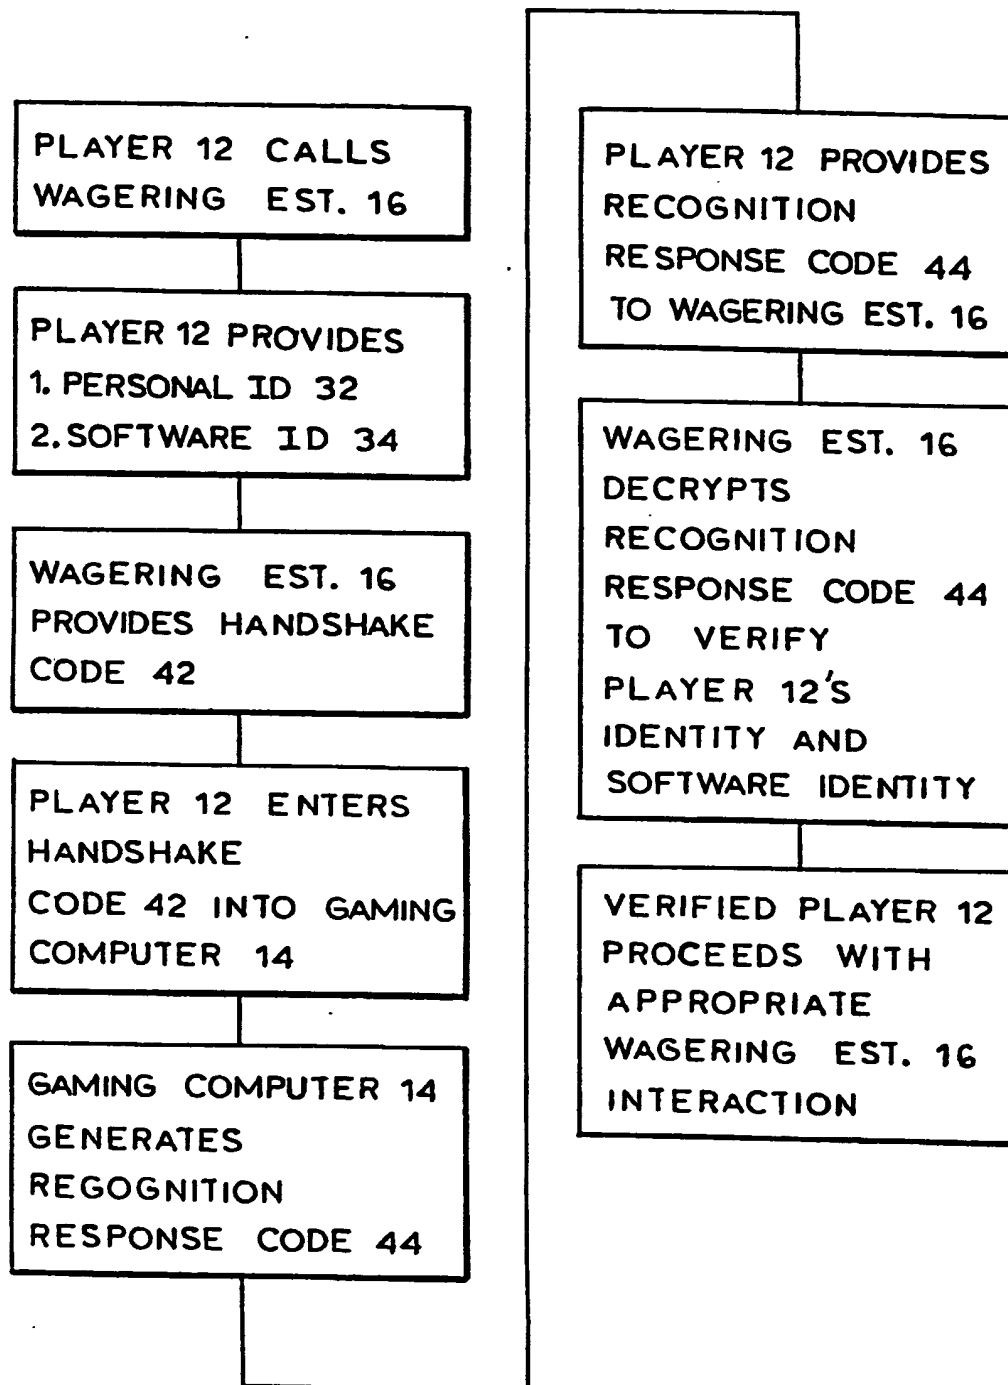 PLAYER 12 CALLS
WAGERING EST. 16
PLAYER 12 PROVIDES
1. PERSONAL ID 32
2. SOFTWARE ID 34
WAGERING EST. 16
PROVIDES HANDSHAKE
CODE 42
PLAYER 12 ENTERS
HANDSHAKE
CODE 42 INTO GAMING
COMPUTER 14
GAMING COMPUTER 14
GENERATES
REGOGNITION
RESPONSE CODE 44
PLAYER 12 PROVIDES
RECOGNITION
RESPONSE CODE 44
TO WAGERING EST. 16
WAGERING EST. 16
DECRYPTS
RECOGNITION
RESPONSE CODE 44
TO VERIFY
PLAYER 12'S
IDENTITY AND
SOFTWARE IDENTITY
VERIFIED PLAYER 12
PROCEEDS WITH
APPROPRIATE
WAGERING EST. 16
INTERACTION